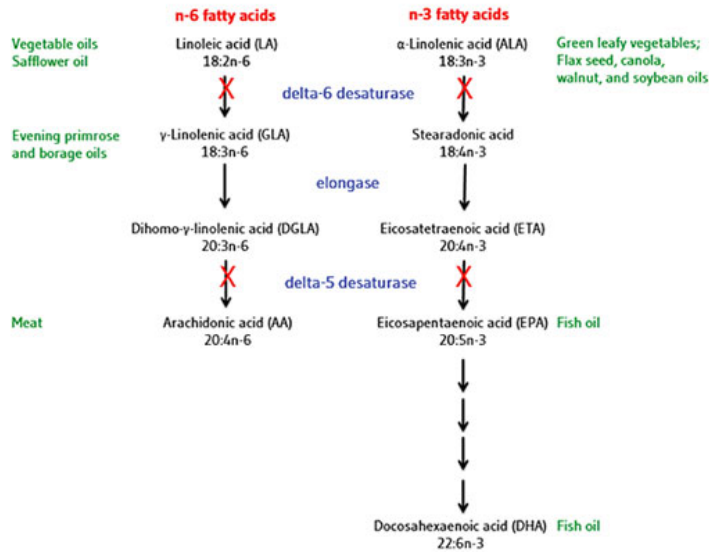 n-6 fatty acids
n-3 fatty acids
Vegetable oils
Safflower oil
Linoleic acid (LA)
18:2n-6
α-Linolenic acid (ALA)
18:3n-3
Green leafy vegetables;
Flax seed, canola,
walnut, and soybean oils
X
delta-6 desaturase
X
Evening primrose
and borage oils
γ-Linolenic acid (GLA)
18:3n-6
Stearadonic acid
18:4n-3
elongase
Dihomo-γ-linolenic acid (DGLA)
20:3n-6
Eicosatetraenoic acid (ETA)
20:4n-3
X
delta-5 desaturase
X
Meat
Arachidonic acid (AA)
20:4n-6
Eicosapentaenoic acid (EPA)
20:5n-3
Fish oil
Docosahexaenoic acid (DHA)
22:6n-3
Fish oil